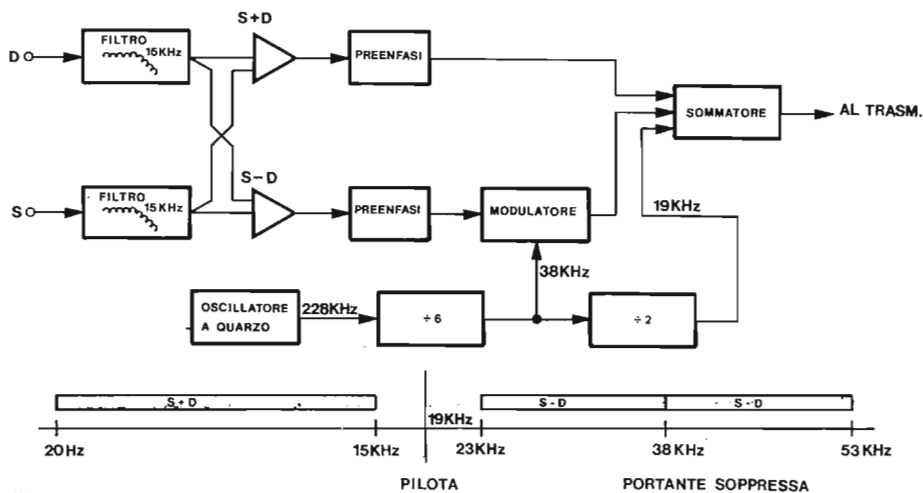 S+D
D
FILTRO
15KHz
PREENFASI
SOMMATORE
AL TRASM.
S-D
S
FILTRO
15KHz
PREENFASI
MODULATORE
19KHz
38KHz
OSCILLATORE
A QUARZO
228KHz
÷6
÷2
S+D
S-D
S-D
19KHz
20Hz
15KHz
23KHz
38KHz
53KHz
PILOTA
PORTANTE SOPPRESSA